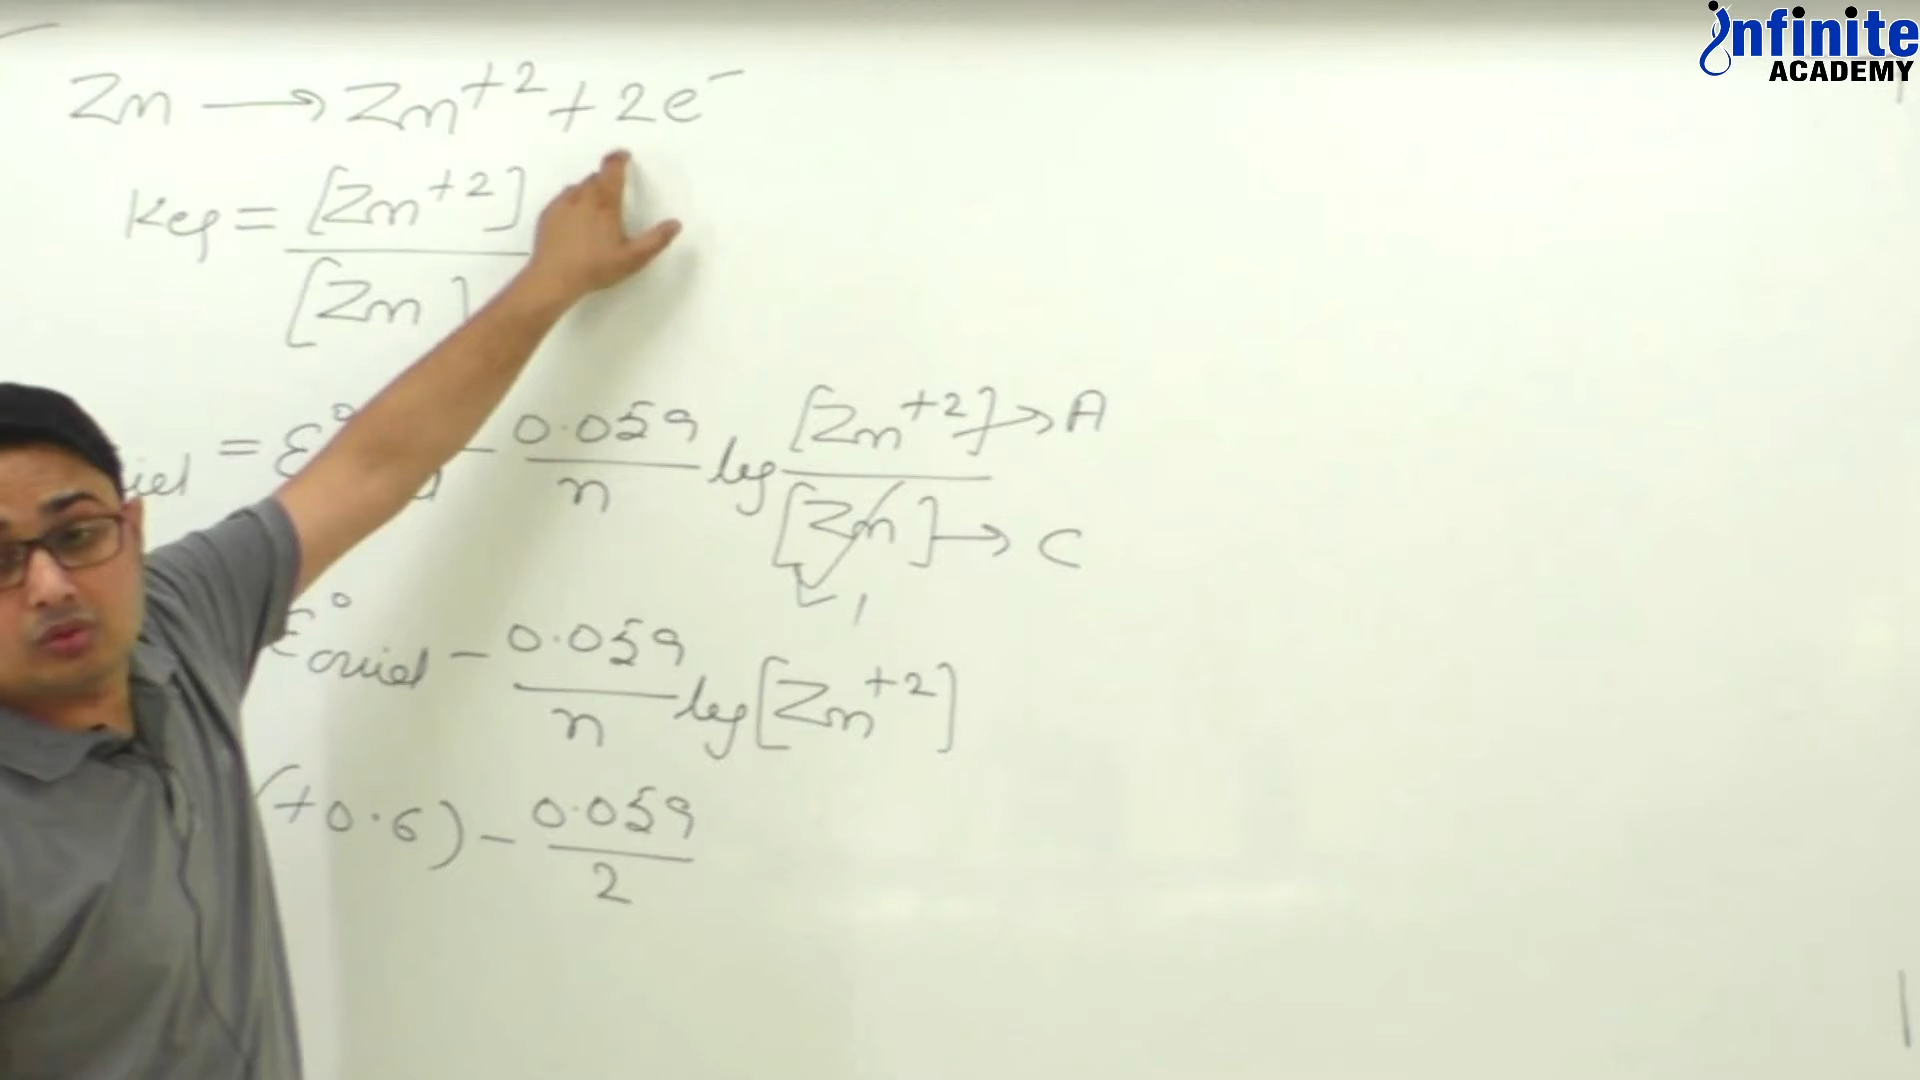 infinite
ACADEMY
Zn → Zn⁺² + 2e⁻
Keq = [Zn⁺²] / [Zn]
= ε° - 0.059/n log [Zn⁺²] → A / [Zn] → C
1
ε°oxid - 0.059/n log [Zn⁺²]
(+0.6) - 0.059/2